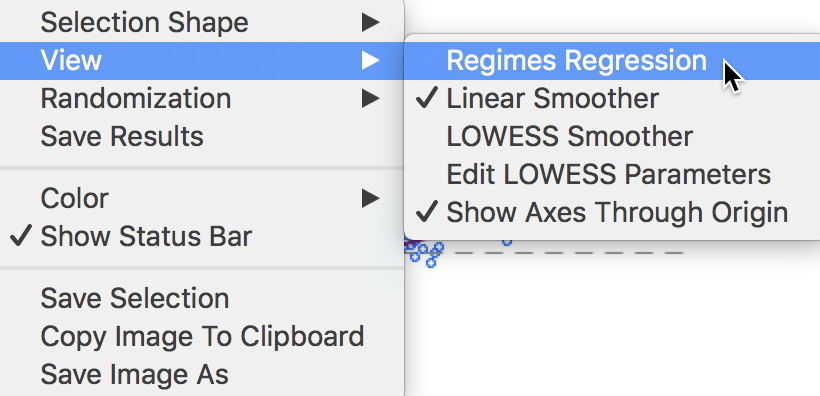 Selection Shape
View
Randomization
Save Results
Color
Show Status Bar
Save Selection
Copy Image To Clipboard
Save Image As
Regimes Regression
Linear Smoother
LOWESS Smoother
Edit LOWESS Parameters
Show Axes Through Origin